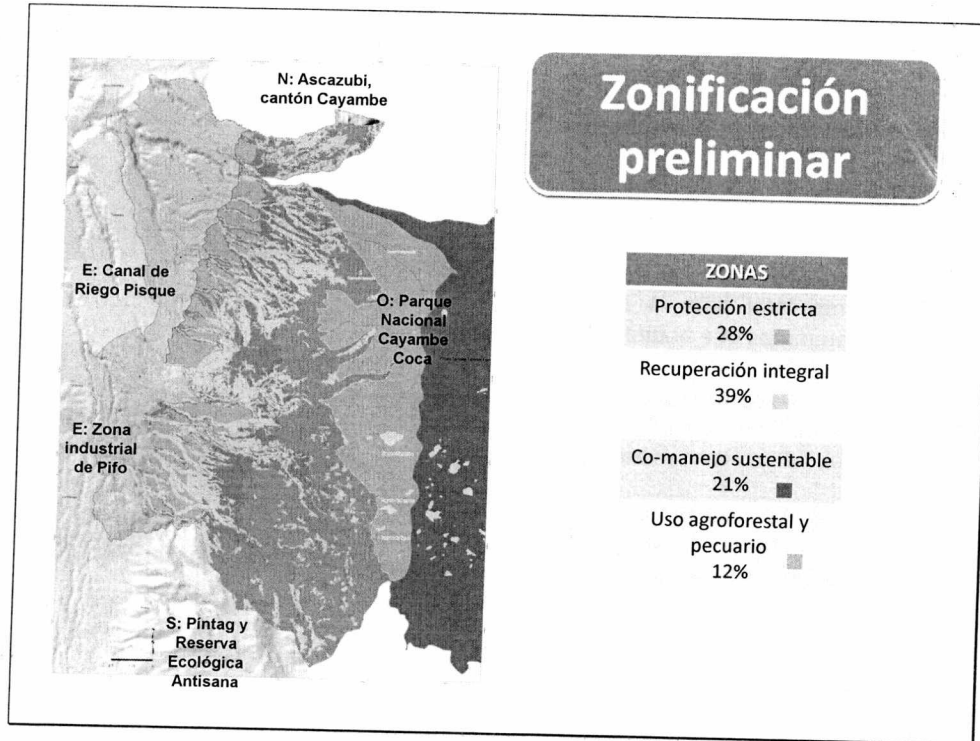 N: Ascazubi,
cantón Cayambe
E: Canal de
Riego Pisque
O: Parque
Nacional
Cayambe
Coca
E: Zona
industrial
de Pifo
S: Píntag y
Reserva
Ecológica
Antisana
Zonificación
preliminar
ZONAS
Protección estricta
28%
Recuperación integral
39%
Co-manejo sustentable
21%
Uso agroforestal y
pecuario
12%